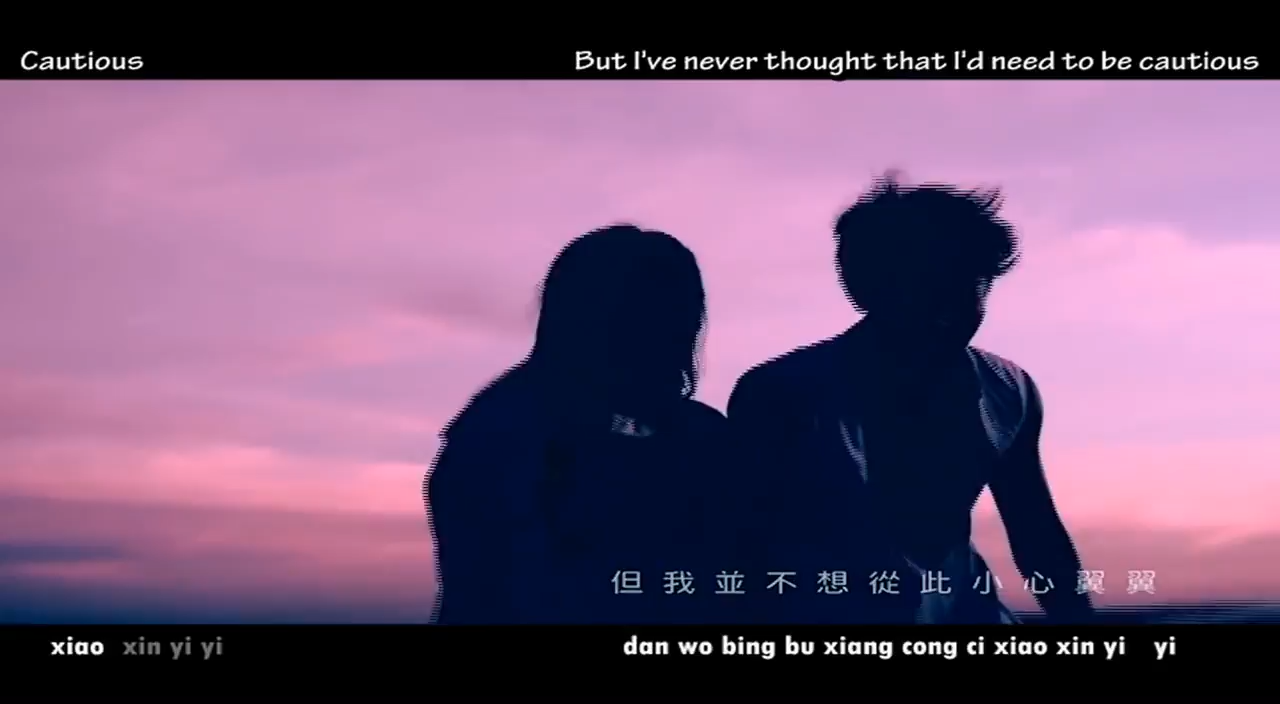 Cautious
But I've never thought that I'd need to be cautious
但我並不想從此小心翼翼
xiao xin yi yi
dan wo bing bu xiang cong ci xiao xin yi yi